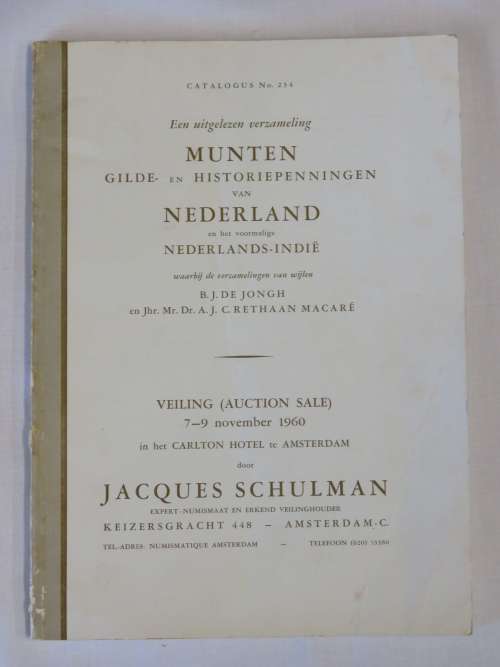 CATALOGUS No. 234
Een uitgelezen verzameling
MUNTEN
GILDE- EN HISTORIEPENNINGEN
VAN
NEDERLAND
en het voormalige
NEDERLANDS-INDIË
waarbij de verzamelingen van wijlen
B. J. DE JONGH
en Jhr. Mr. Dr. A. J. C. RETHAAN MACARÉ
VEILING (AUCTION SALE)
7–9 november 1960
in het CARLTON HOTEL te AMSTERDAM
door
JACQUES SCHULMAN
EXPERT-NUMISMAAT EN ERKEND VEILINGHOUDER
KEIZERSGRACHT 448 – AMSTERDAM-C.
TEL.-ADRES: NUMISMATIQUE AMSTERDAM – TELEFOON (020)